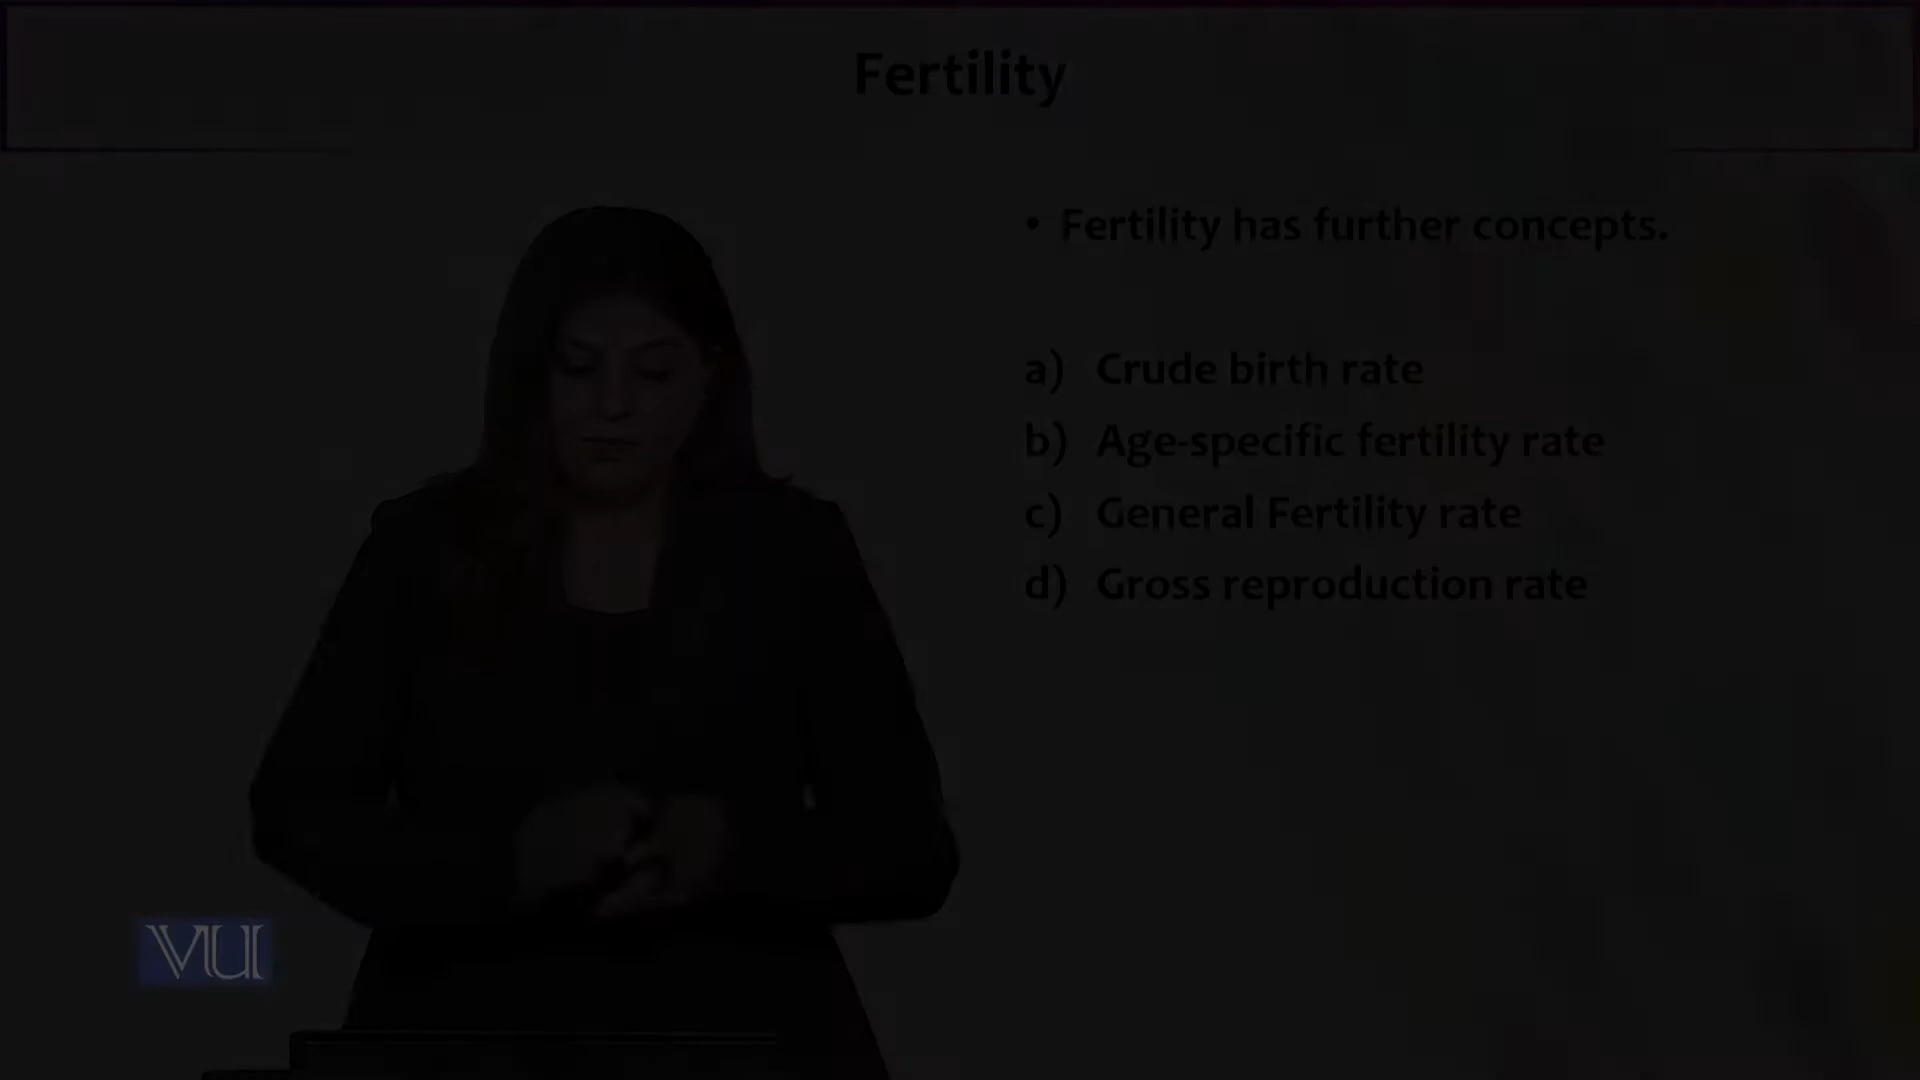 Fertility
• Fertility has further concepts.
a) Crude birth rate
b) Age-specific fertility rate
c) General Fertility rate
d) Gross reproduction rate
VU